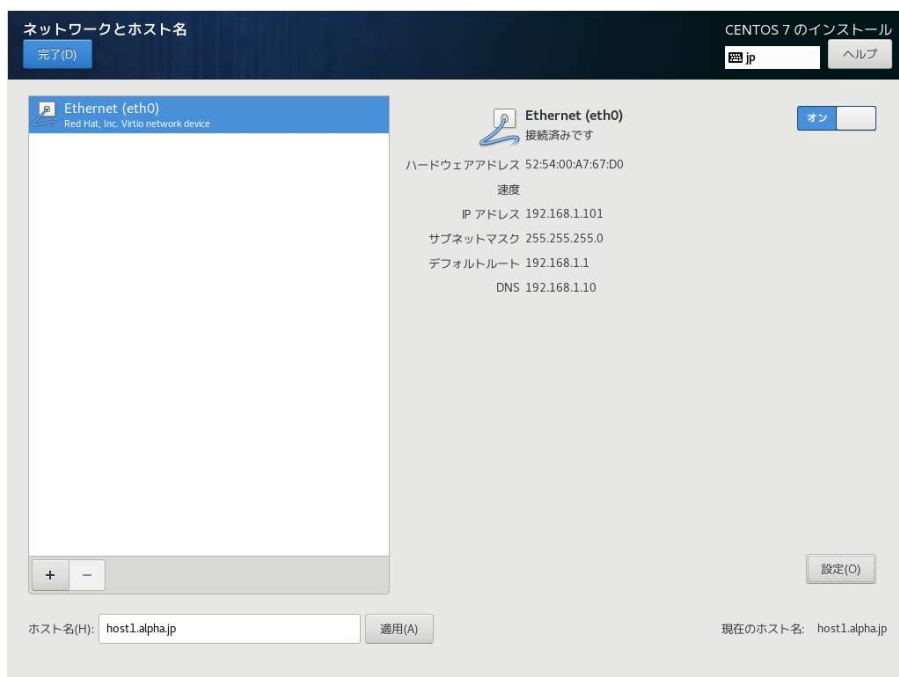 ネットワークとホスト名
CENTOS 7 のインストール
完了(D)
jp
ヘルプ
Ethernet (eth0)
Red Hat, Inc. Virtio network device
Ethernet (eth0)
接続済みです
オン
ハードウェアアドレス 52:54:00:A7:67:D0
速度
IP アドレス 192.168.1.101
サブネットマスク 255.255.255.0
デフォルトルート 192.168.1.1
DNS 192.168.1.10
+ −
設定(O)
ホスト名(H): host1.alpha.jp 適用(A) 現在のホスト名: host1.alpha.jp